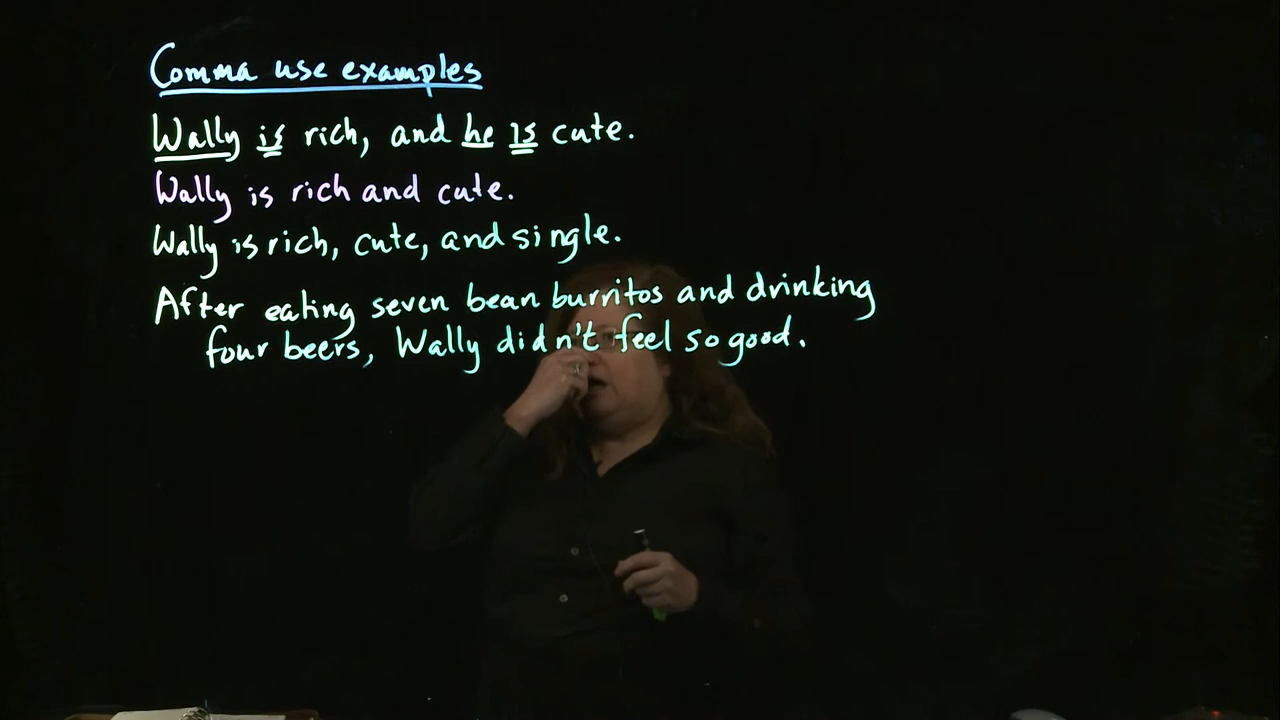 Comma use examples
Wally is rich, and he is cute.
Wally is rich and cute.
Wally is rich, cute, and single.
After eating seven bean burritos and drinking
four beers, Wally didn't feel so good.